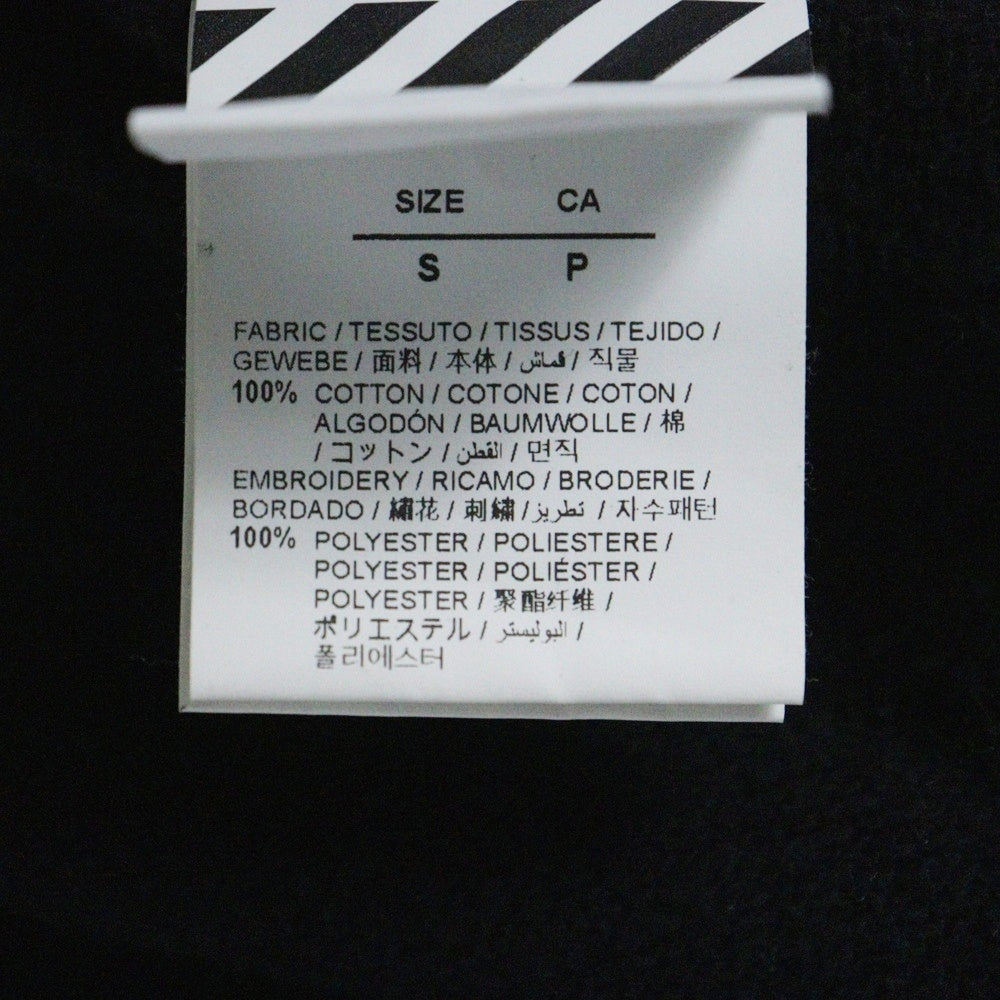 SIZE CA
S P
FABRIC / TESSUTO / TISSUS / TEJIDO /
GEWEBE / 面料 / 本体 / قماش / 직물
100% COTTON / COTONE / COTON /
ALGODÓN / BAUMWOLLE / 棉
/ コットン / القطن / 면직
EMBROIDERY / RICAMO / BRODERIE /
BORDADO / 繡花 / 刺繍 / تطريز / 자수패턴
100% POLYESTER / POLIESTERE /
POLYESTER / POLIÉSTER /
POLYESTER / 聚酯纤维 /
ポリエステル / البوليستر /
폴리에스터